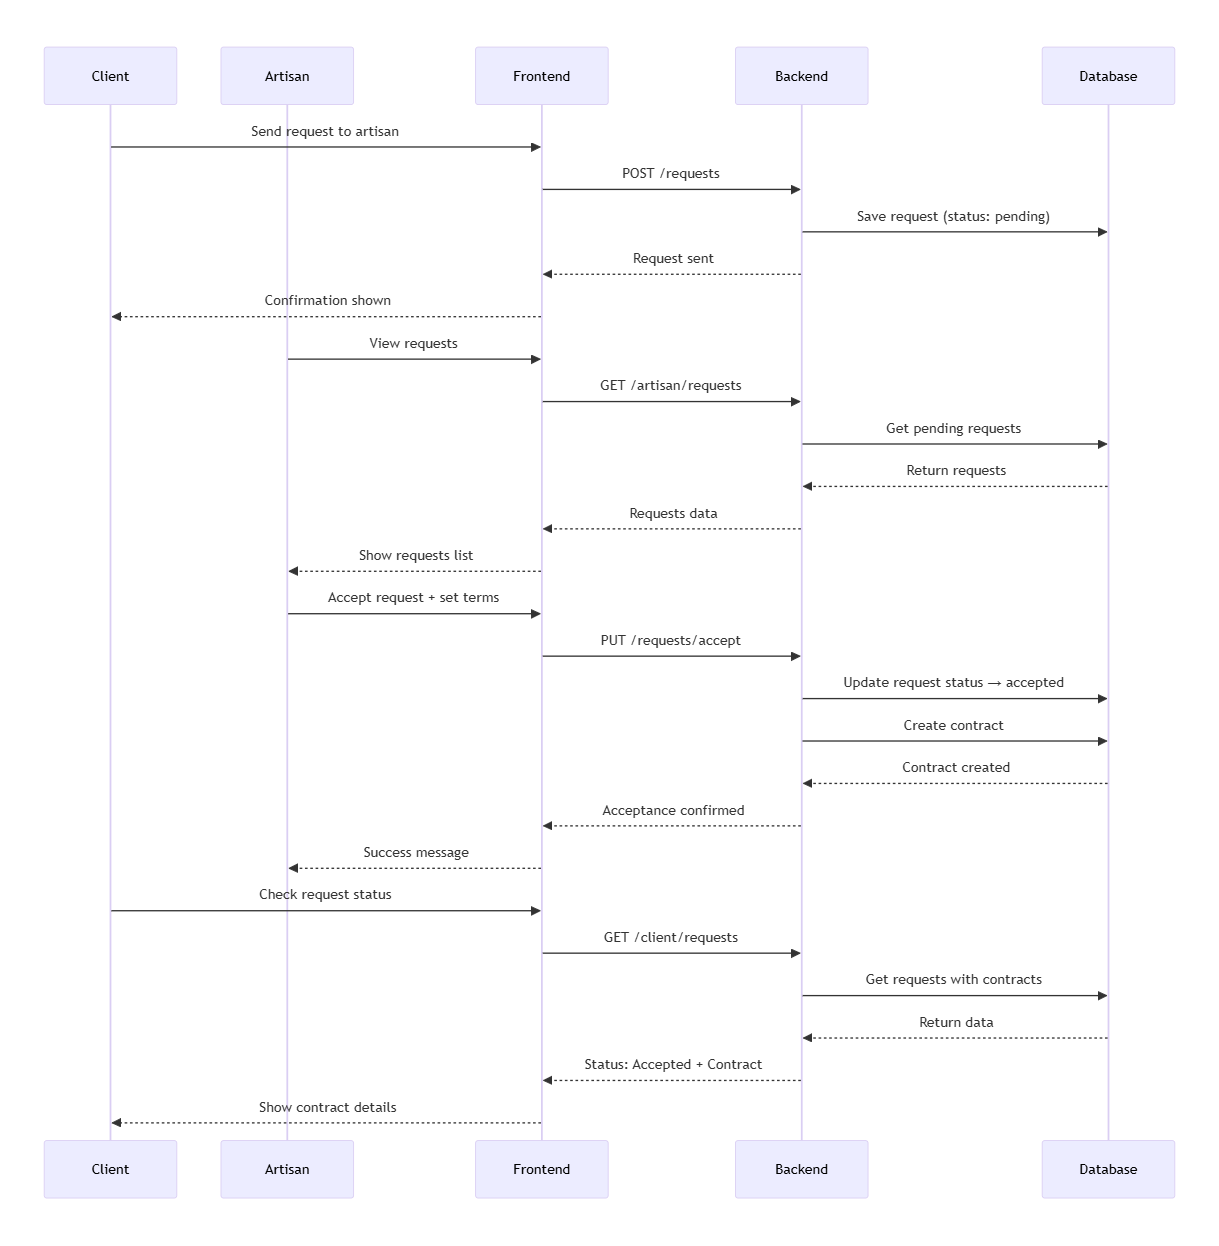 Client
Artisan
Frontend
Backend
Database
Send request to artisan
POST /requests
Save request (status: pending)
Request sent
Confirmation shown
View requests
GET /artisan/requests
Get pending requests
Return requests
Requests data
Show requests list
Accept request + set terms
PUT /requests/accept
Update request status → accepted
Create contract
Contract created
Acceptance confirmed
Success message
Check request status
GET /client/requests
Get requests with contracts
Return data
Status: Accepted + Contract
Show contract details
Client
Artisan
Frontend
Backend
Database